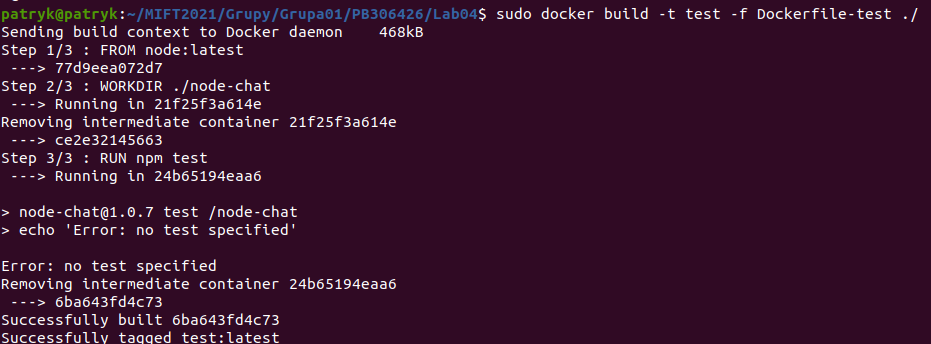 patryk@patryk:~/MIFT2021/Grupy/Grupa01/PB306426/Lab04$ sudo docker build -t test -f Dockerfile-test ./
Sending build context to Docker daemon    468kB
Step 1/3 : FROM node:latest
 ---> 77d9eea072d7
Step 2/3 : WORKDIR ./node-chat
 ---> Running in 21f25f3a614e
Removing intermediate container 21f25f3a614e
 ---> ce2e32145663
Step 3/3 : RUN npm test
 ---> Running in 24b65194eaa6

> node-chat@1.0.7 test /node-chat
> echo 'Error: no test specified'

Error: no test specified
Removing intermediate container 24b65194eaa6
 ---> 6ba643fd4c73
Successfully built 6ba643fd4c73
Successfully tagged test:latest